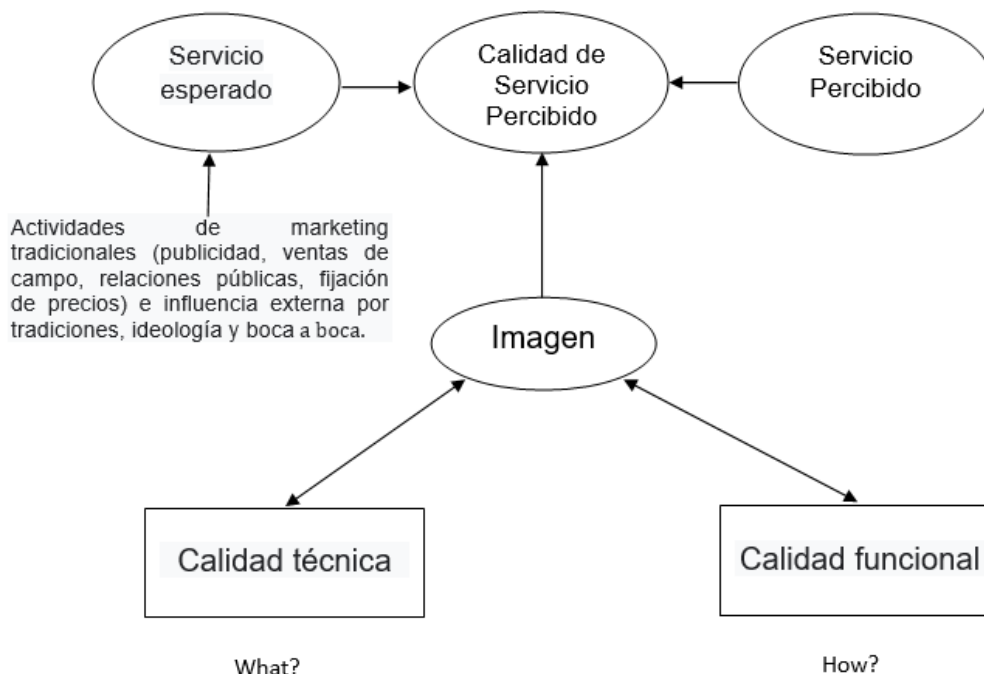 Servicio
esperado
Calidad de
Servicio
Percibido
Servicio
Percibido
Actividades de marketing
tradicionales (publicidad, ventas de
campo, relaciones públicas, fijación
de precios) e influencia externa por
tradiciones, ideología y boca a boca.
Imagen
Calidad técnica
Calidad funcional
What?
How?